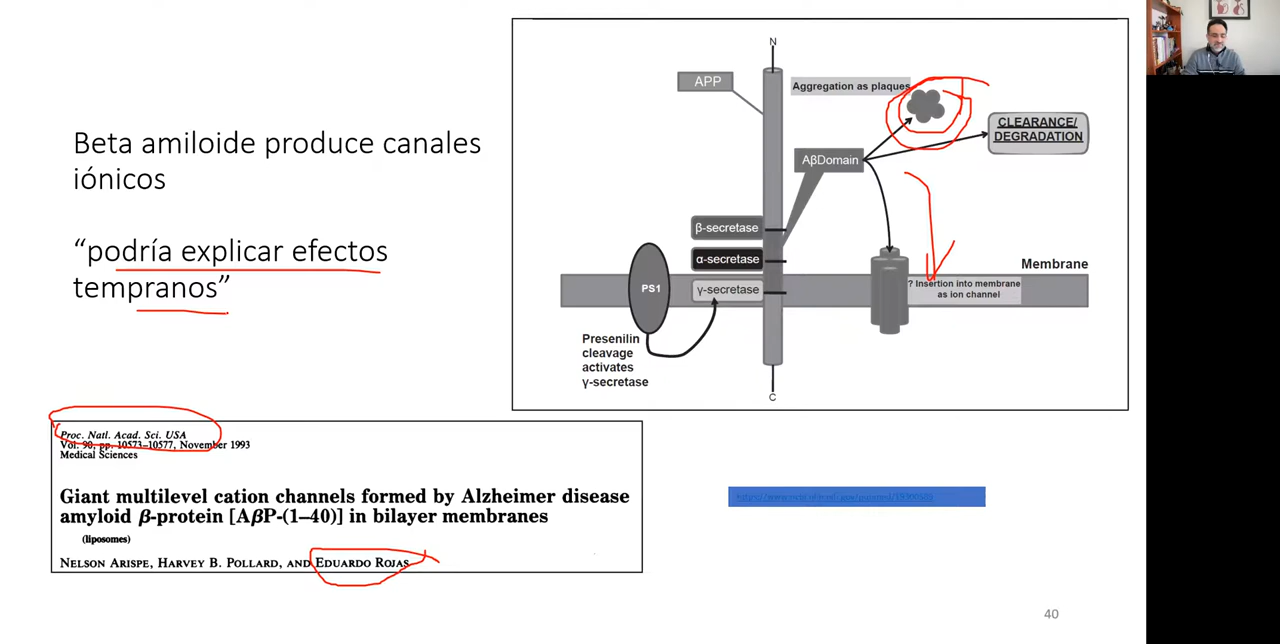 Beta amiloide produce canales
iónicos
“podría explicar efectos
tempranos”
N
APP
Aggregation as plaques
CLEARANCE/
DEGRADATION
AβDomain
β-secretase
α-secretase
Membrane
PS1
γ-secretase
? Insertion into membrane
as ion channel
Presenilin
cleavage
activates
γ-secretase
C
Proc. Natl. Acad. Sci. USA
Vol. 90, pp. 10573–10577, November 1993
Medical Sciences
Giant multilevel cation channels formed by Alzheimer disease
amyloid β-protein [AβP-(1–40)] in bilayer membranes
(liposomes)
NELSON ARISPE, HARVEY B. POLLARD, AND EDUARDO ROJAS
40